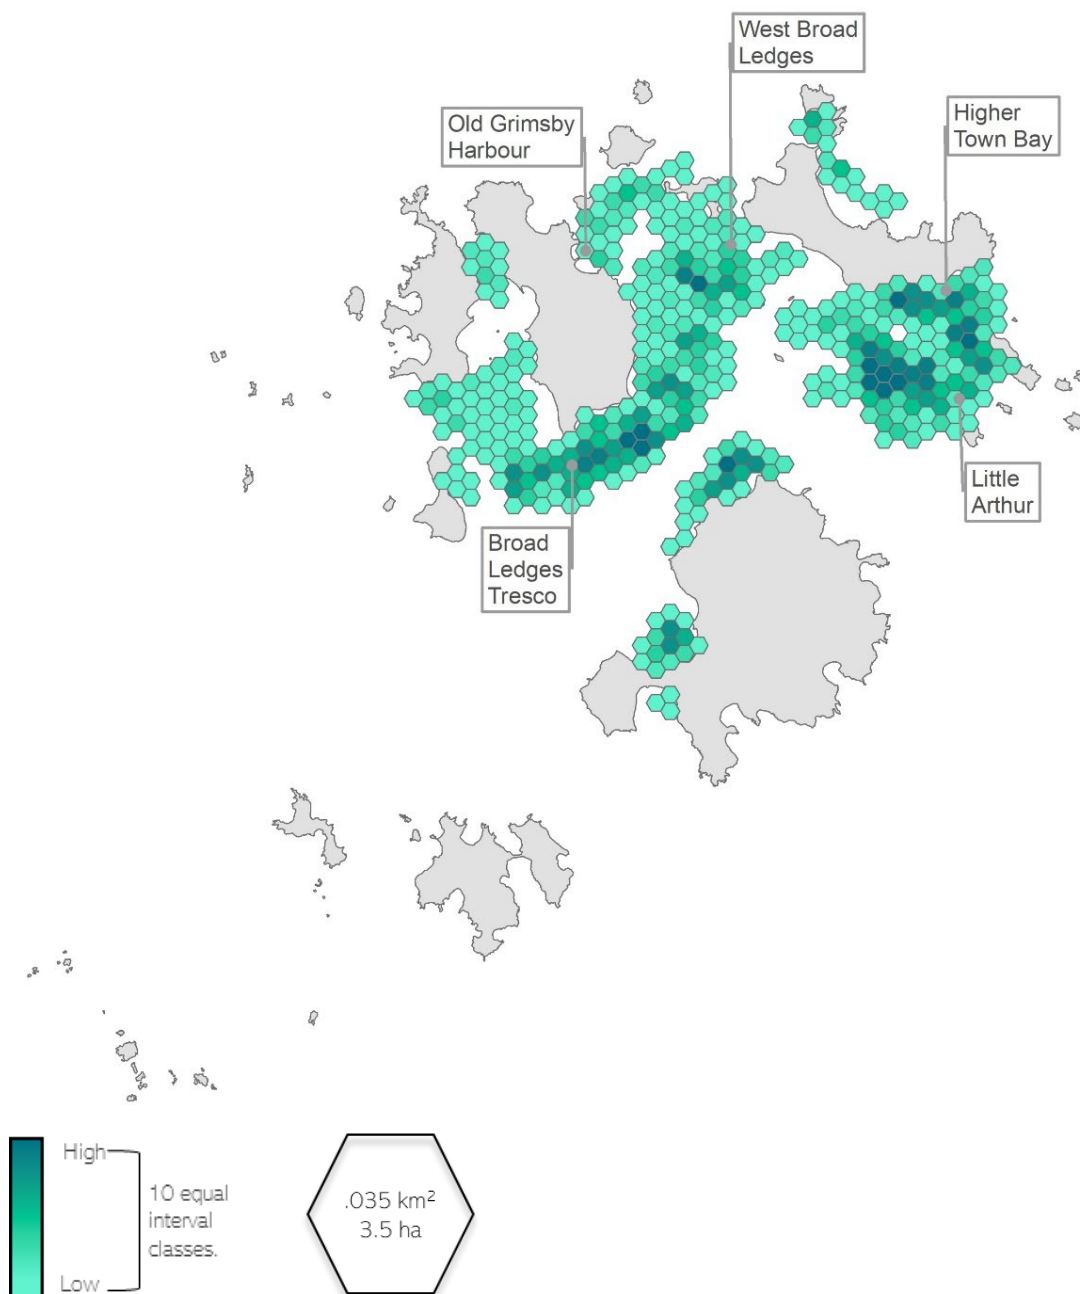 West Broad
Ledges
Old Grimsby
Harbour
Higher
Town Bay
Little
Arthur
Broad
Ledges
Tresco
High
10 equal
interval
classes.
Low
.035 km²
3.5 ha